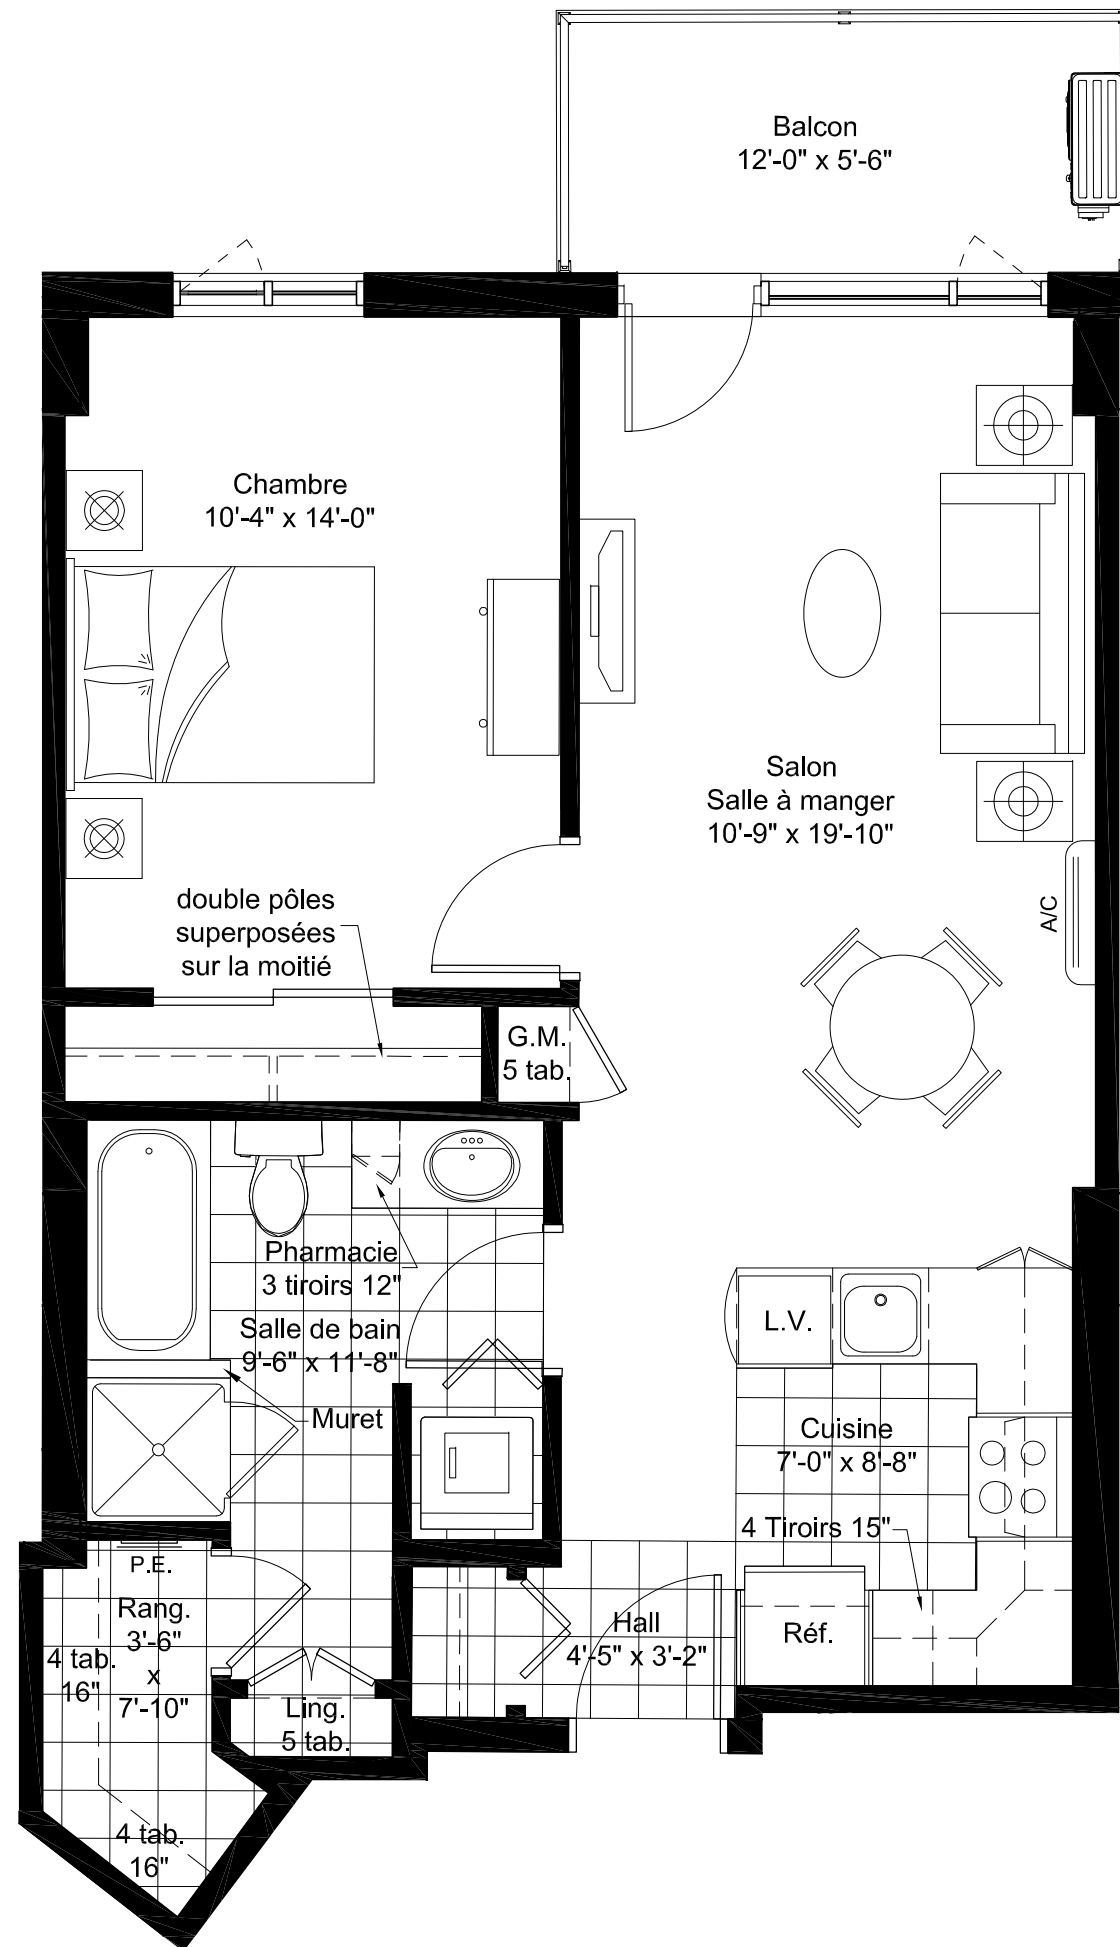 Balcon
12'-0" x 5'-6"
Chambre
10'-4" x 14'-0"
Salon
Salle à manger
10'-9" x 19'-10"
A/C
double pôles
superposées
sur la moitié
G.M.
5 tab.
Pharmacie
3 tiroirs 12"
Salle de bain
9'-6" x 11'-8"
Muret
L.V.
Cuisine
7'-0" x 8'-8"
4 Tiroirs 15"
Réf.
Hall
4'-5" x 3'-2"
P.E.
Rang.
3'-6"
x
7'-10"
4 tab.
16"
Ling.
5 tab.
4 tab.
16"